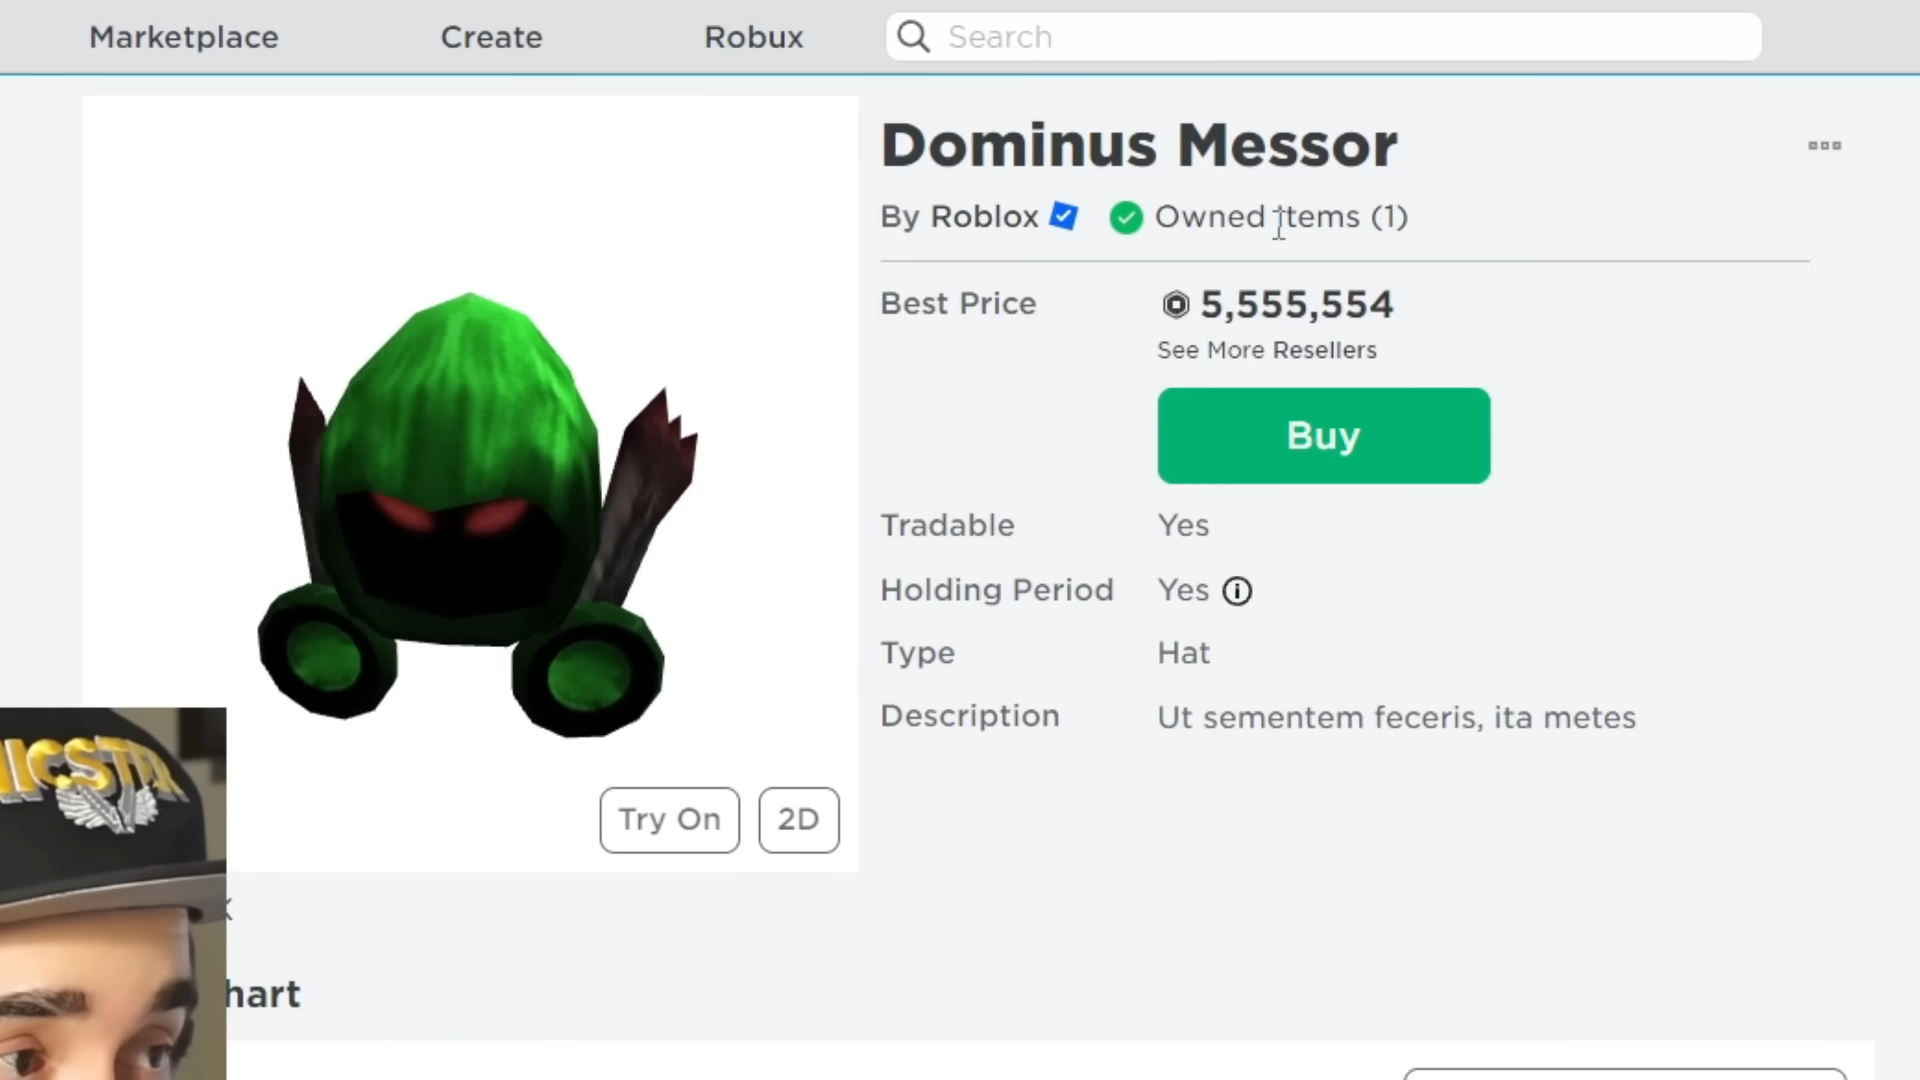 Marketplace
Create
Robux
Search
Dominus Messor
By Roblox
Owned Items (1)
Best Price
5,555,554
See More Resellers
Buy
Tradable
Yes
Holding Period
Yes
Type
Hat
Description
Ut sementem feceris, ita metes
Try On
2D